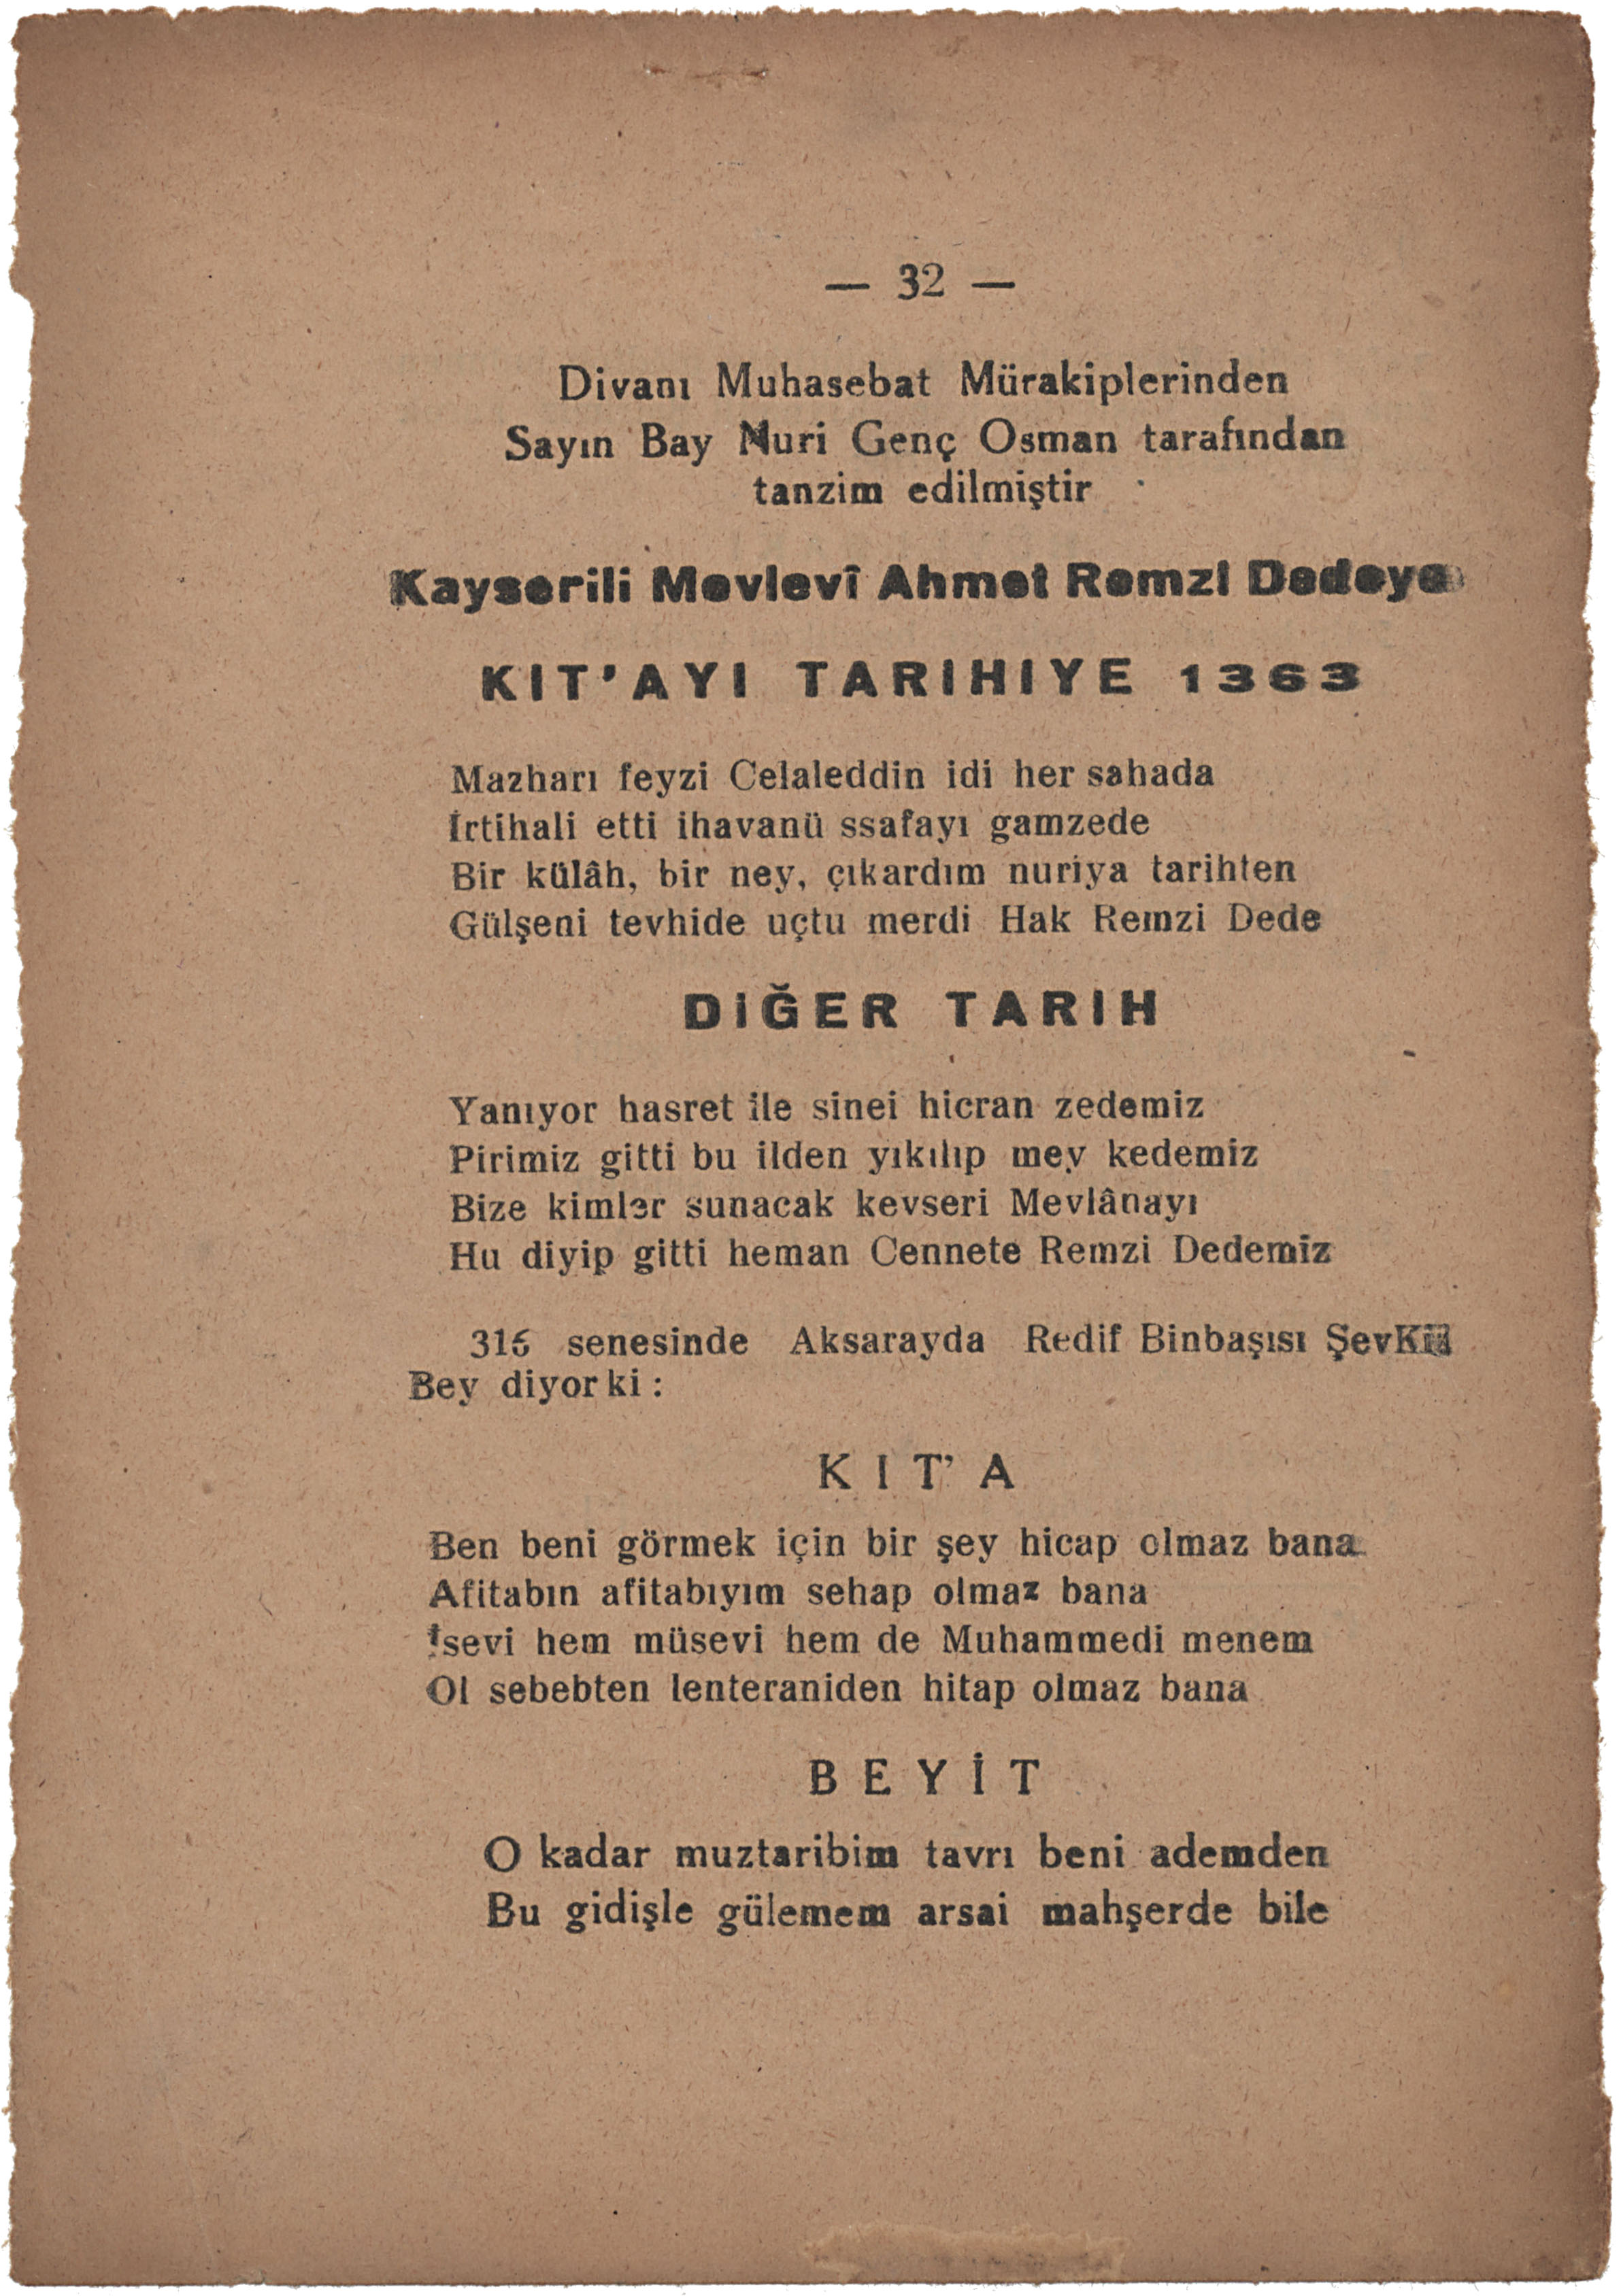 — 32 —
Divanı Muhasebat Mürakiplerinden
Sayın Bay Nuri Genç Osman tarafından
tanzim edilmiştir
Kayserili Mevlevî Ahmet Remzi Dedeye
KIT'AYI TARIHIYE 1363
Mazharı feyzi Celaleddin idi her sahada
İrtihali etti ihavanü ssafayı gamzede
Bir külâh, bir ney, çıkardım nuriya tarihten
Gülşeni tevhide uçtu merdi Hak Remzi Dede
DİĞER TARIH
Yanıyor hasret ile sinei hicran zedemiz
Pirimiz gitti bu ilden yıkılıp mey kedemiz
Bize kimler sunacak kevseri Mevlânayı
Hu diyip gitti heman Cennete Remzi Dedemiz
senesinde Aksarayda Redif Binbaşısı
Bey diyor ki :
KIT'A
Ben beni görmek için bir şey hicap olmaz bana
Afitabın afitabıyım sehap olmaz bana
İsevi hem müsevi hem de Muhammedi menem
Ol sebebten lenteraniden hitap olmaz bana
BEYİT
O kadar muztaribim tavrı beni ademden
Bu gidişle gülemem arsai mahşerde bile